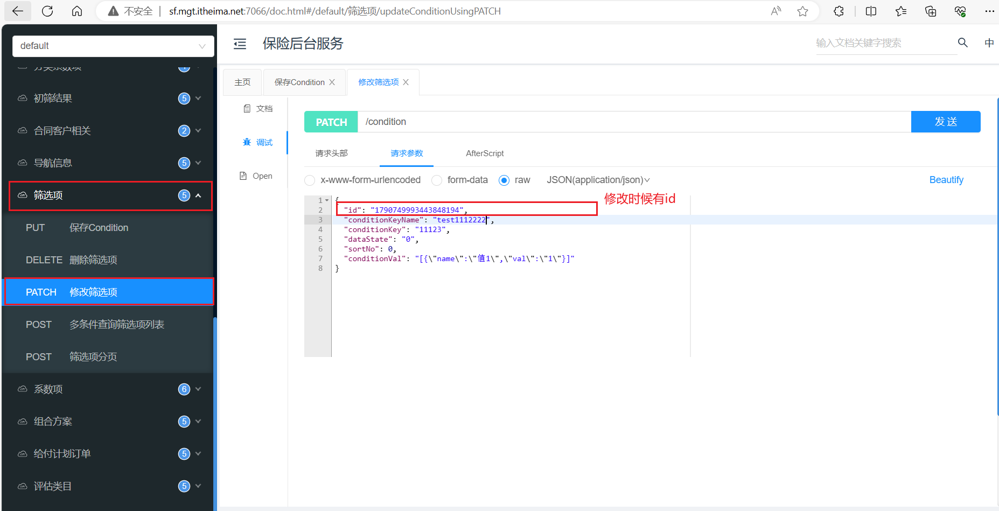 不安全
sf.mgt.itheima.net:7066/doc.html#/default/筛选项/updateConditionUsingPATCH
default
保险后台服务
输入文档关键字搜索
中
初筛结果 5
合同客户相关 2
导航信息 5
筛选项 5
PUT 保存Condition
DELETE 删除筛选项
PATCH 修改筛选项
POST 多条件查询筛选项列表
POST 筛选项分页
系数项 6
组合方案 5
给付计划订单 5
评估类目 5
主页
保存Condition
修改筛选项
文档
调试
Open
PATCH /condition 发 送
请求头部 请求参数 AfterScript
x-www-form-urlencoded form-data raw JSON(application/json) Beautify
修改时候有id
1 {
2 "id": "1790749993443848194",
3 "conditionKeyName": "test1112222",
4 "conditionKey": "11123",
5 "dataState": "0",
6 "sortNo": 0,
7 "conditionVal": "[{\"name\":\"值1\",\"val\":\"1\"}]"
8 }